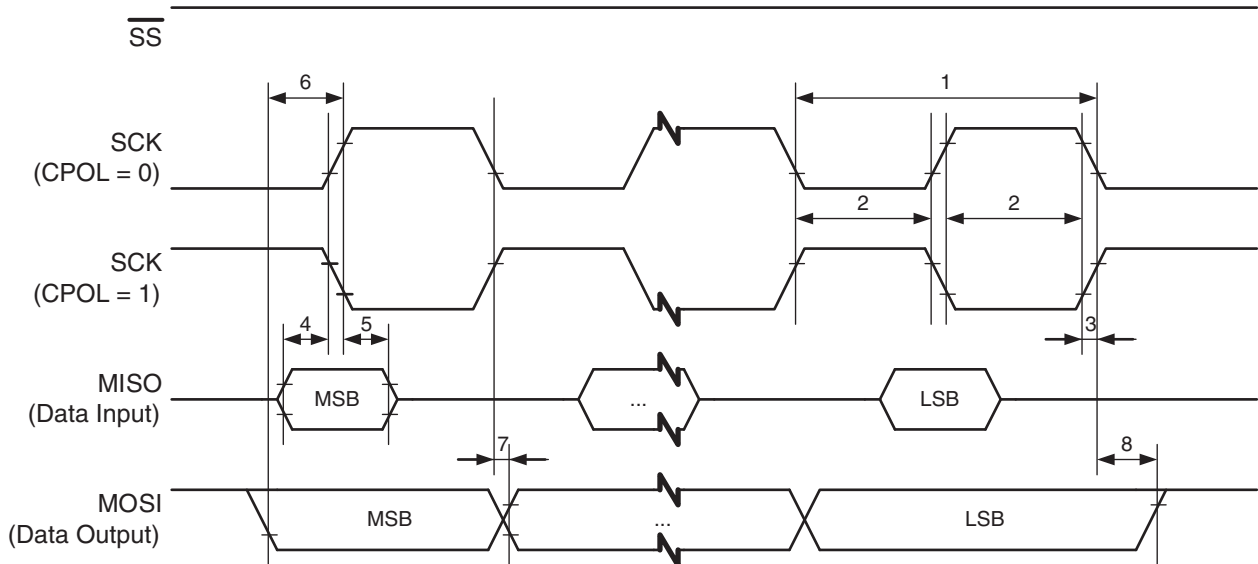 SS
6
1
SCK
(CPOL = 0)
2
2
SCK
(CPOL = 1)
4
5
3
MISO
(Data Input)
MSB
...
LSB
7
8
MOSI
(Data Output)
MSB
...
LSB